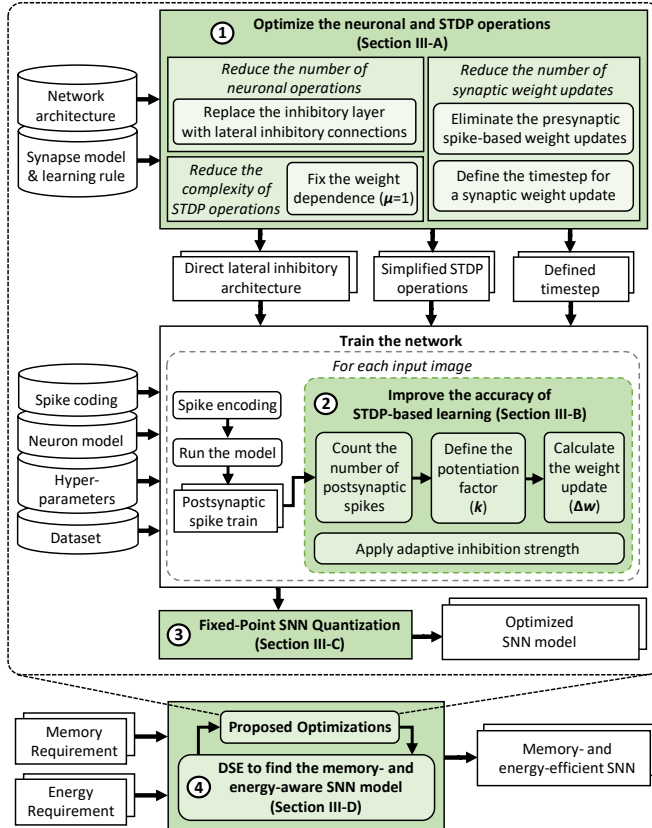 1 Optimize the neuronal and STDP operations
(Section III-A)
Network
architecture
Synapse model
& learning rule
Reduce the number of
neuronal operations
Replace the inhibitory layer
with lateral inhibitory connections
Reduce the
complexity of
STDP operations
Fix the weight
dependence (μ=1)
Reduce the number of
synaptic weight updates
Eliminate the presynaptic
spike-based weight updates
Define the timestep for
a synaptic weight update
Direct lateral inhibitory
architecture
Simplified STDP
operations
Defined
timestep
Train the network
For each input image
Spike coding
Neuron model
Hyper-
parameters
Dataset
Spike encoding
Run the model
Postsynaptic
spike train
2 Improve the accuracy of
STDP-based learning (Section III-B)
Count the
number of
postsynaptic
spikes
Define the
potentiation
factor
(k)
Calculate
the weight
update
(Δw)
Apply adaptive inhibition strength
3 Fixed-Point SNN Quantization
(Section III-C)
Optimized
SNN model
Memory
Requirement
Energy
Requirement
Proposed Optimizations
4 DSE to find the memory- and
energy-aware SNN model
(Section III-D)
Memory- and
energy-efficient SNN